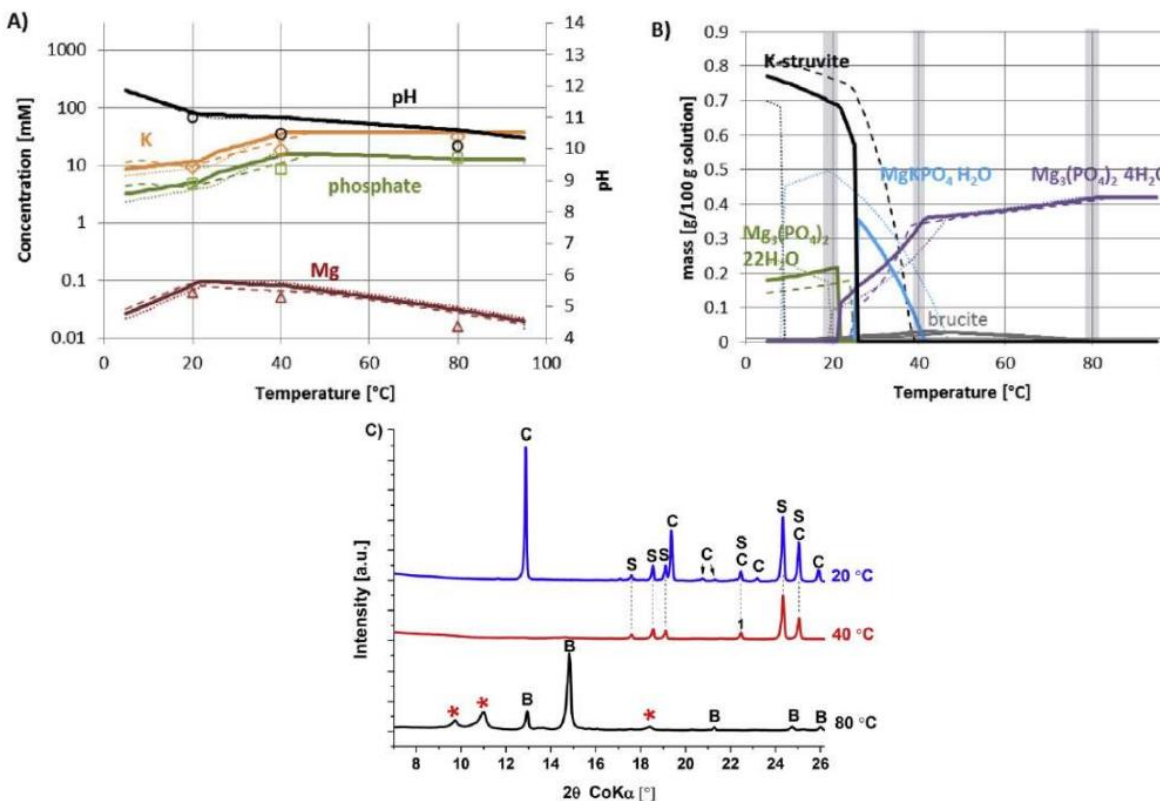 A)
Concentration [mM]
1000
100
10
1
0.1
0.01
pH
K
phosphate
Mg
14
13
12
11
10
9
8
7
6
5
4
pH
0 20 40 60 80 100
Temperature [°C]
B)
mass [g/100 g solution]
0.9
0.8
0.7
0.6
0.5
0.4
0.3
0.2
0.1
0
K-struvite
MgKPO4 H2O
Mg3(PO4)2 4H2O
Mg3(PO4)2
22H2O
brucite
0 20 40 60 80
Temperature [°C]
C)
Intensity [a.u.]
C
S S S C C S C C S S C C
20 °C
1
40 °C
* * B B * B B B
80 °C
8 10 12 14 16 18 20 22 24 26
2θ CoKα [°]